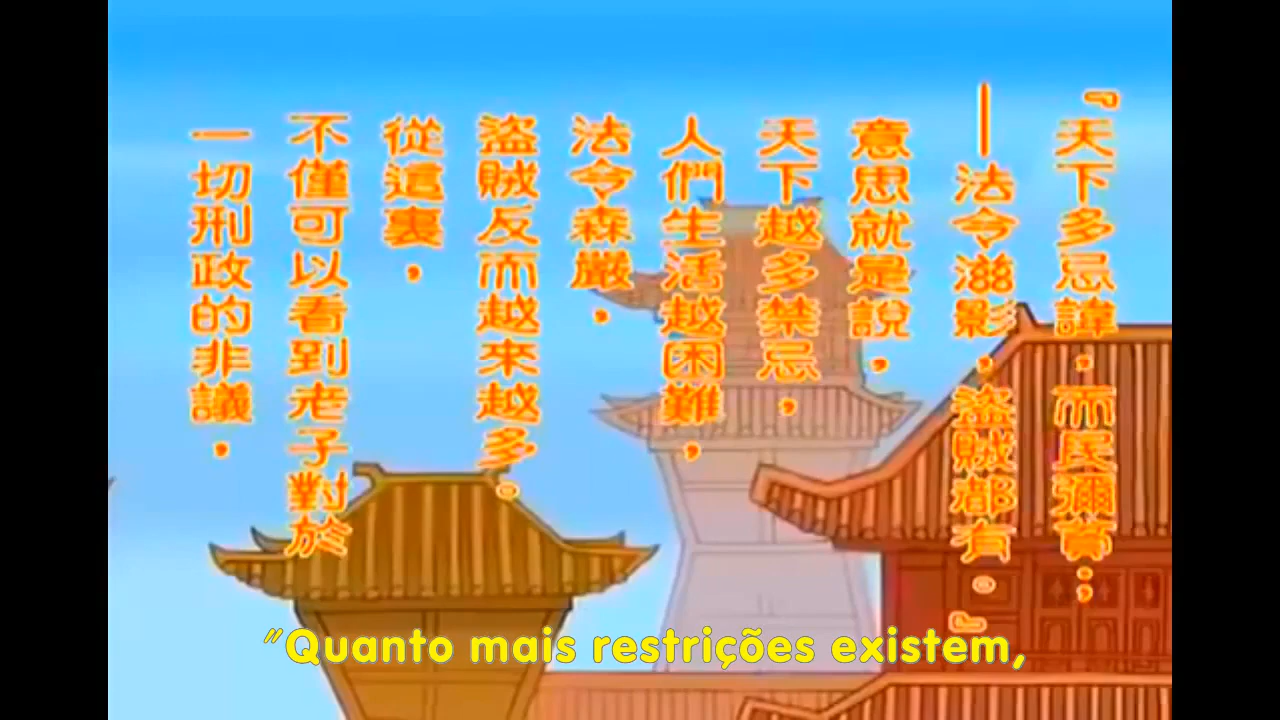 『天下多忌諱，而民彌貧；
—法令滋影，盜賊都有。』
意思就是說，
天下越多禁忌，
人們生活越困難，
法令森嚴，
盜賊反而越來越多。
從這裏，
不僅可以看到老子對於
一切刑政的非議，
"Quanto mais restrições existem,